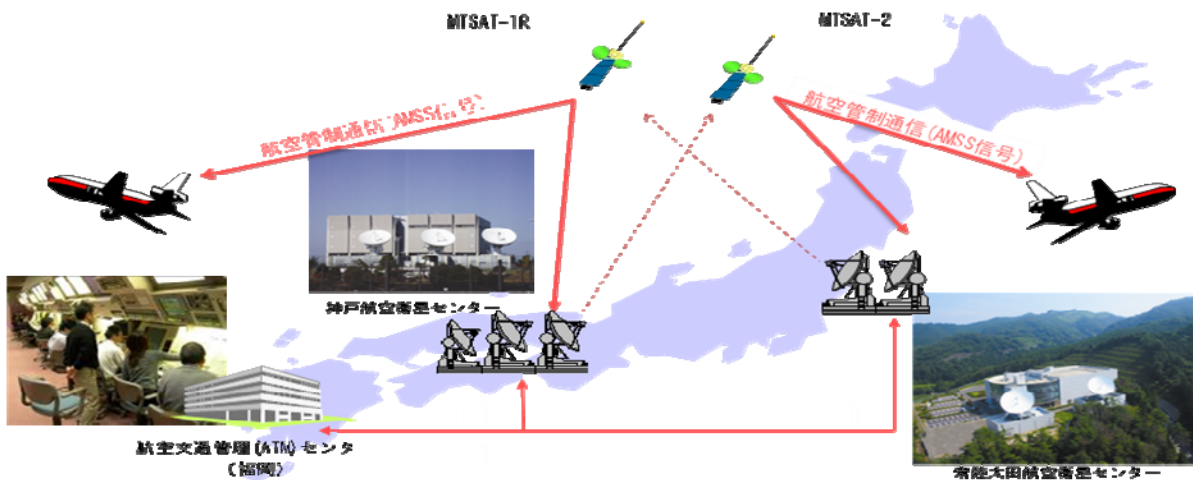 MTSAT-1R
MTSAT-2
航空管制通信(AMSS信号)
航空管制通信(AMSS信号)
神戸航空衛星センター
航空交通管理(ATM)センタ
(福岡)
常陸太田航空衛星センター